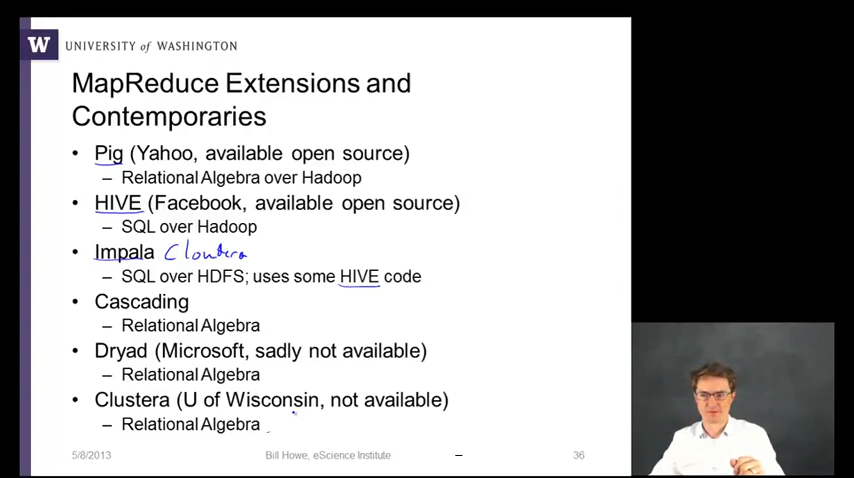 W UNIVERSITY of WASHINGTON
MapReduce Extensions and
Contemporaries
• Pig (Yahoo, available open source)
– Relational Algebra over Hadoop
• HIVE (Facebook, available open source)
– SQL over Hadoop
• Impala Cloudera
– SQL over HDFS; uses some HIVE code
• Cascading
– Relational Algebra
• Dryad (Microsoft, sadly not available)
– Relational Algebra
• Clustera (U of Wisconsin, not available)
– Relational Algebra
5/8/2013 Bill Howe, eScience Institute 36